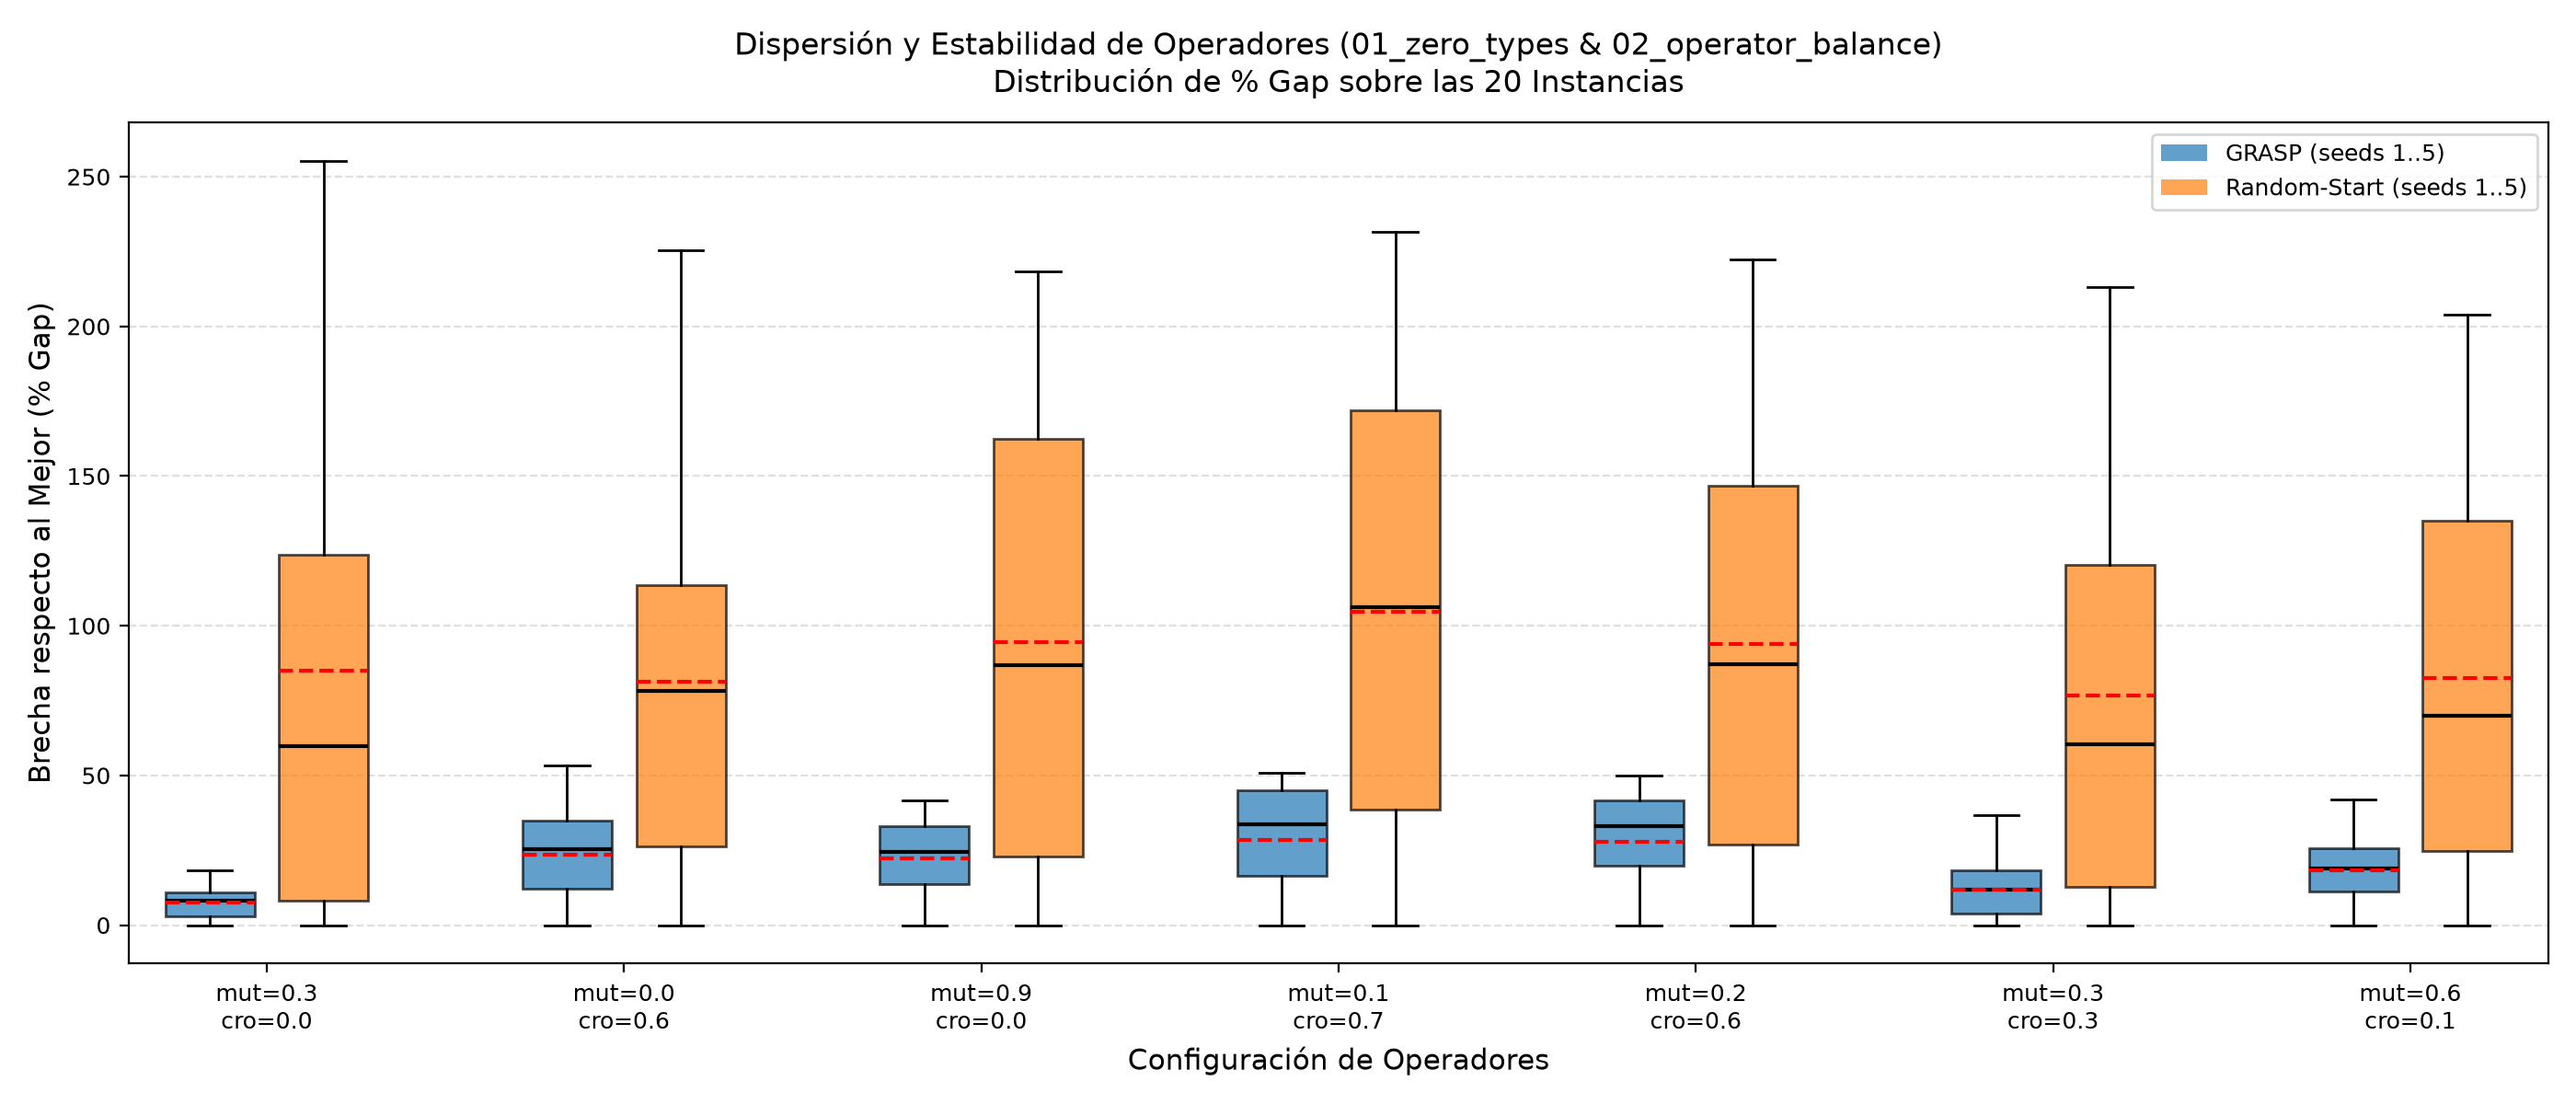 Dispersión y Estabilidad de Operadores (01_zero_types & 02_operator_balance)
Distribución de % Gap sobre las 20 Instancias
GRASP (seeds 1..5)
Random-Start (seeds 1..5)
Brecha respecto al Mejor (% Gap)
250
200
150
100
50
0
mut=0.3
cro=0.0
mut=0.0
cro=0.6
mut=0.9
cro=0.0
mut=0.1
cro=0.7
mut=0.2
cro=0.6
mut=0.3
cro=0.3
mut=0.6
cro=0.1
Configuración de Operadores